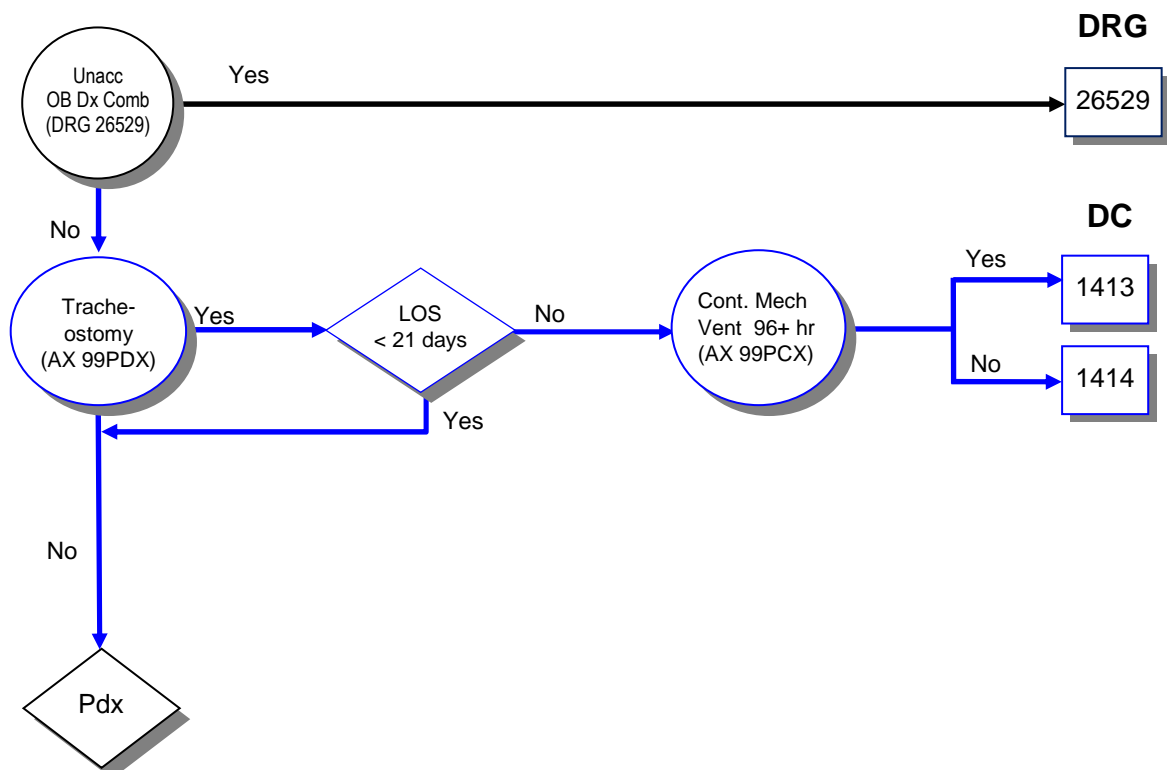 DRG
Unacc
OB Dx Comb
(DRG 26529)
Yes
26529
No
DC
Trache-
ostomy
(AX 99PDX)
Yes
LOS
< 21 days
No
Cont. Mech
Vent  96+ hr
(AX 99PCX)
Yes
1413
No
1414
Yes
No
Pdx